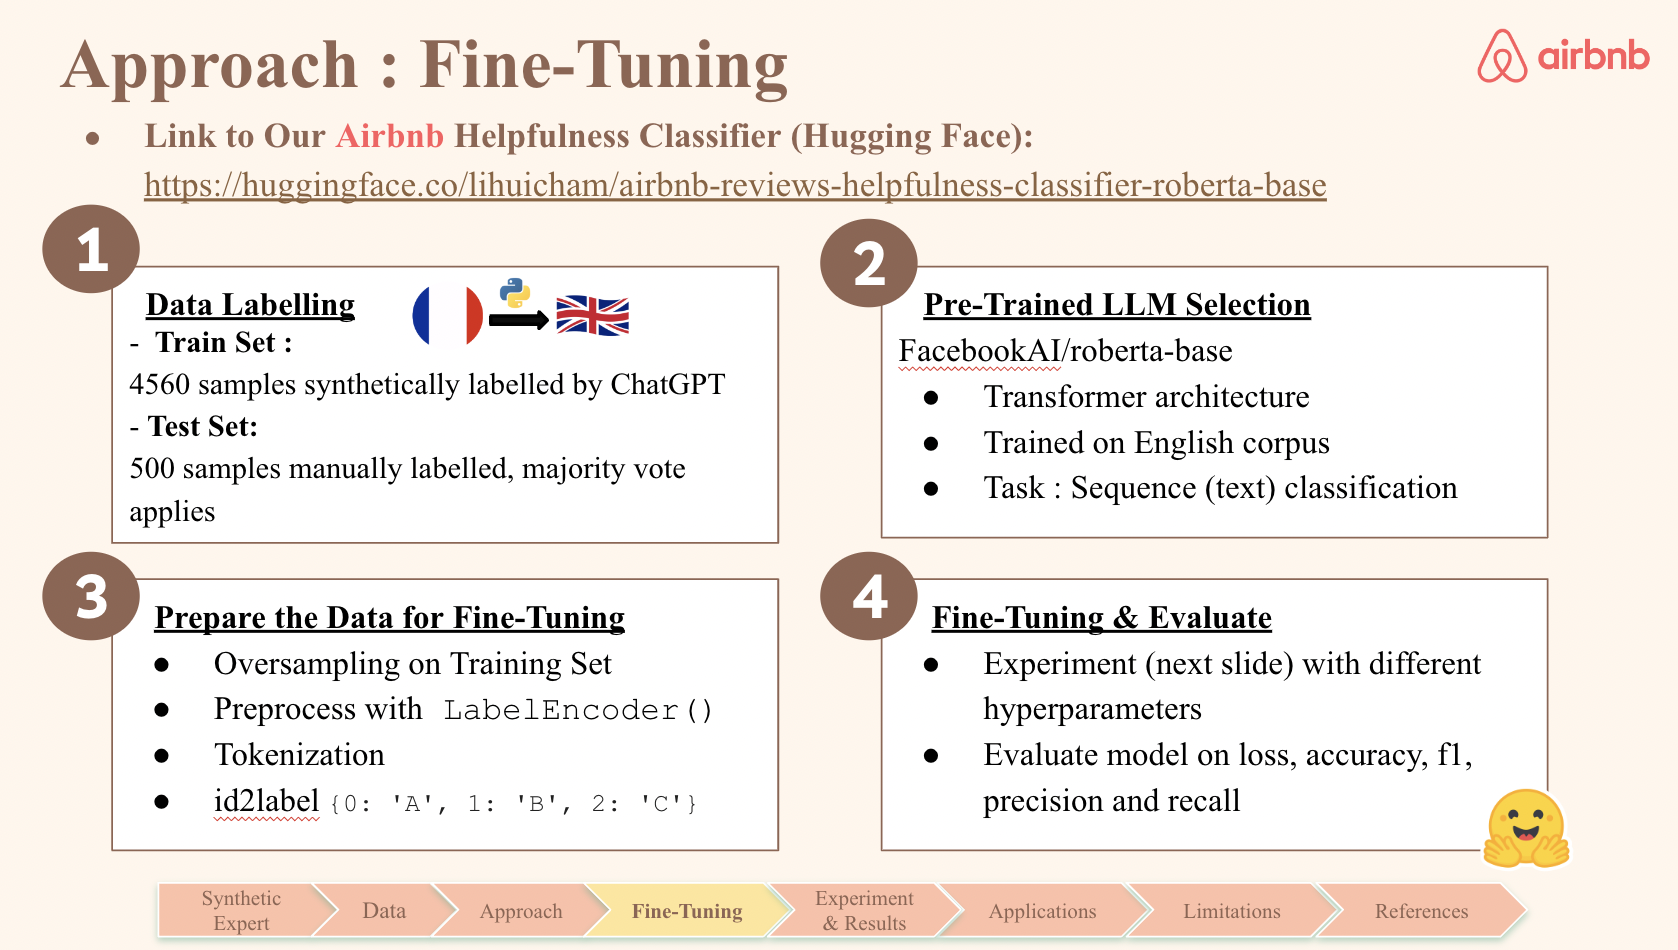 Approach : Fine-Tuning
airbnb
● Link to Our Airbnb Helpfulness Classifier (Hugging Face):
https://huggingface.co/lihuicham/airbnb-reviews-helpfulness-classifier-roberta-base
1
Data Labelling
- Train Set :
4560 samples synthetically labelled by ChatGPT
- Test Set:
500 samples manually labelled, majority vote
applies
2
Pre-Trained LLM Selection
FacebookAI/roberta-base
● Transformer architecture
● Trained on English corpus
● Task : Sequence (text) classification
3
Prepare the Data for Fine-Tuning
● Oversampling on Training Set
● Preprocess with LabelEncoder()
● Tokenization
● id2label {0: 'A', 1: 'B', 2: 'C'}
4
Fine-Tuning & Evaluate
● Experiment (next slide) with different
hyperparameters
● Evaluate model on loss, accuracy, f1,
precision and recall
Synthetic
Expert
Data
Approach
Fine-Tuning
Experiment
& Results
Applications
Limitations
References